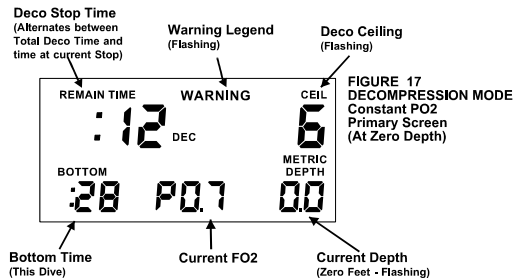 Deco Stop Time
(Alternates between
Total Deco Time and
time at current Stop)
Warning Legend
(Flashing)
Deco Ceiling
(Flashing)
REMAIN TIME
WARNING
CEIL
:12
DEC
6
METRIC
BOTTOM
DEPTH
:28
P0.7
0.0
FIGURE 17
DECOMPRESSION MODE
Constant PO2
Primary Screen
(At Zero Depth)
Bottom Time
(This Dive)
Current FO2
Current Depth
(Zero Feet - Flashing)